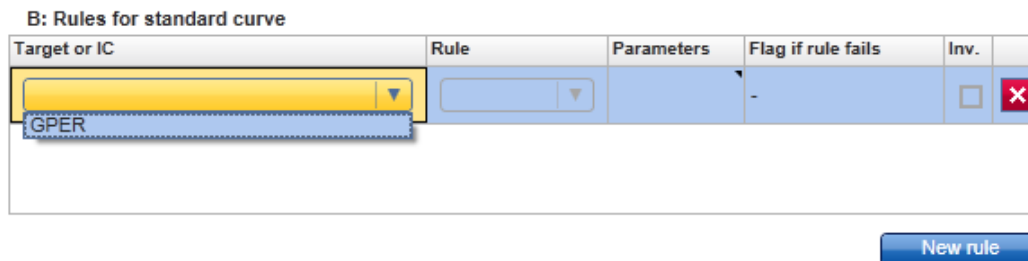 B: Rules for standard curve
Target or IC Rule Parameters Flag if rule fails Inv.
-
GPER
New rule